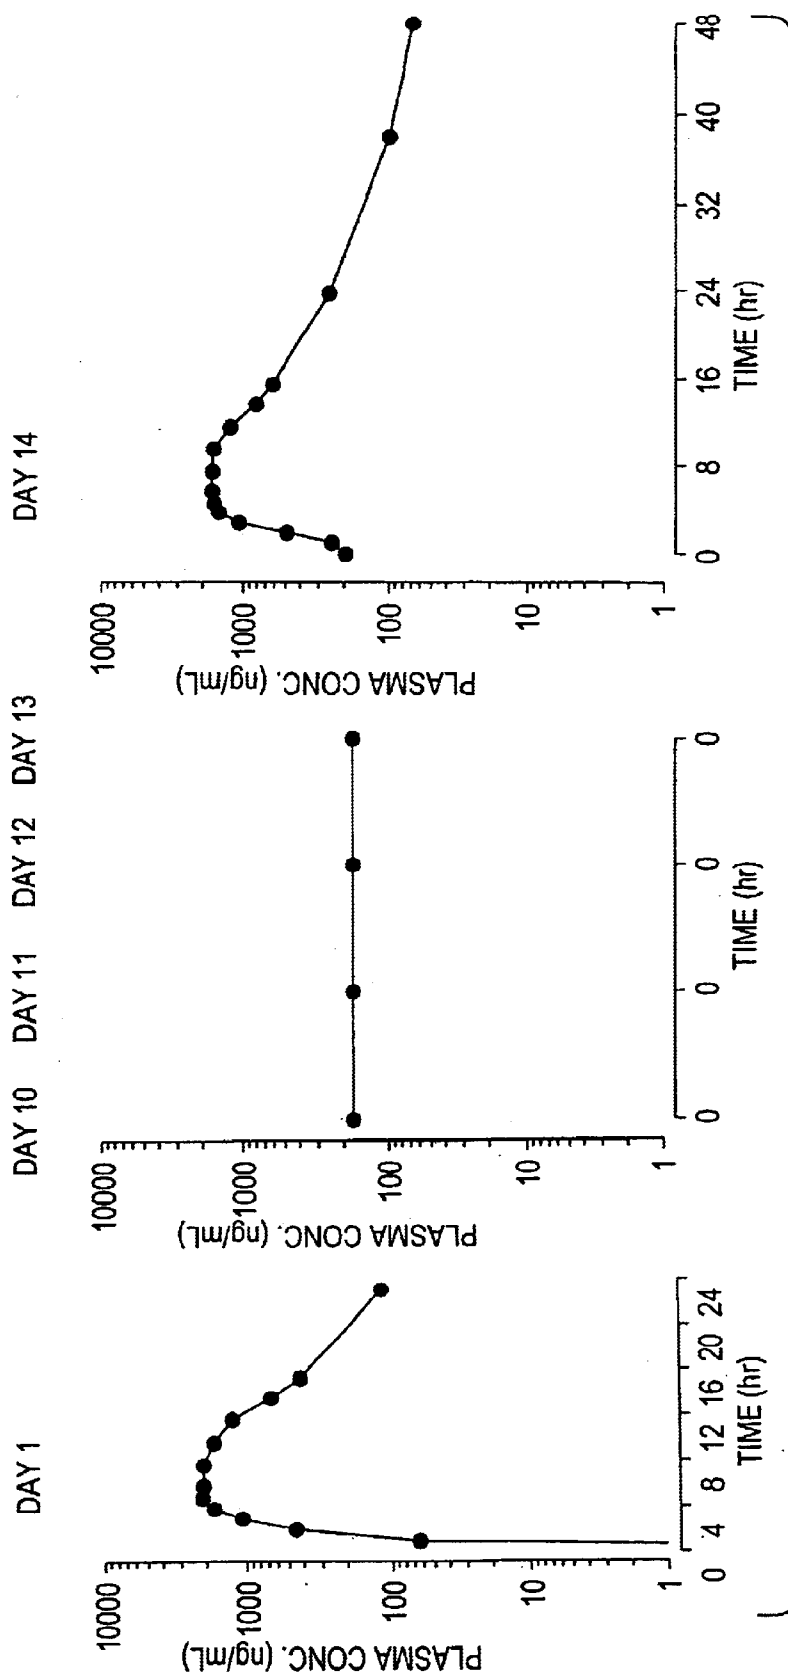 DAY 1
PLASMA CONC. (ng/mL)
10000
1000
100
10
1
0 4 8 12 16 20 24
TIME (hr)
DAY 10 DAY 11 DAY 12 DAY 13
PLASMA CONC. (ng/mL)
10000
1000
100
10
1
0 0 0 0
TIME (hr)
DAY 14
PLASMA CONC. (ng/mL)
10000
1000
100
10
1
0 8 16 24 32 40 48
TIME (hr)